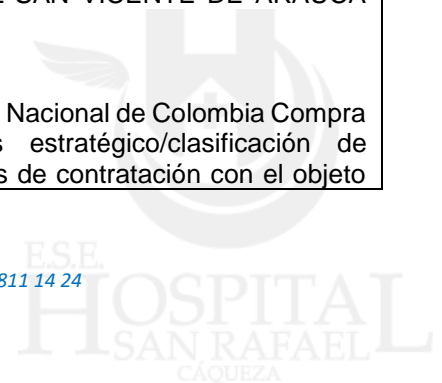 SAN VICENTE DE ARAUCA
Nacional de Colombia Compra
estratégico/clasificación de
s de contratación con el objeto
811 14 24
E.S.E.
HOSPITAL
SAN RAFAEL
CÁQUEZA